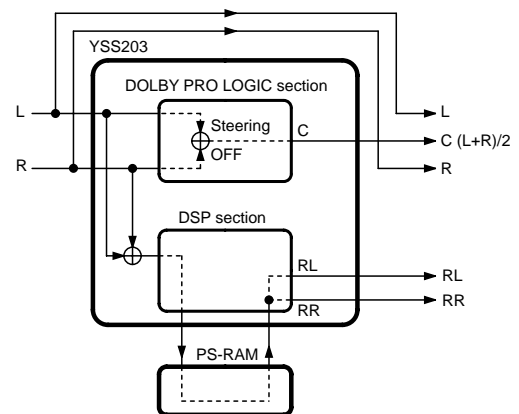 YSS203
DOLBY PRO LOGIC section
L
Steering
C
L
OFF
C (L+R)/2
R
R
DSP section
RL
RL
RR
RR
PS-RAM